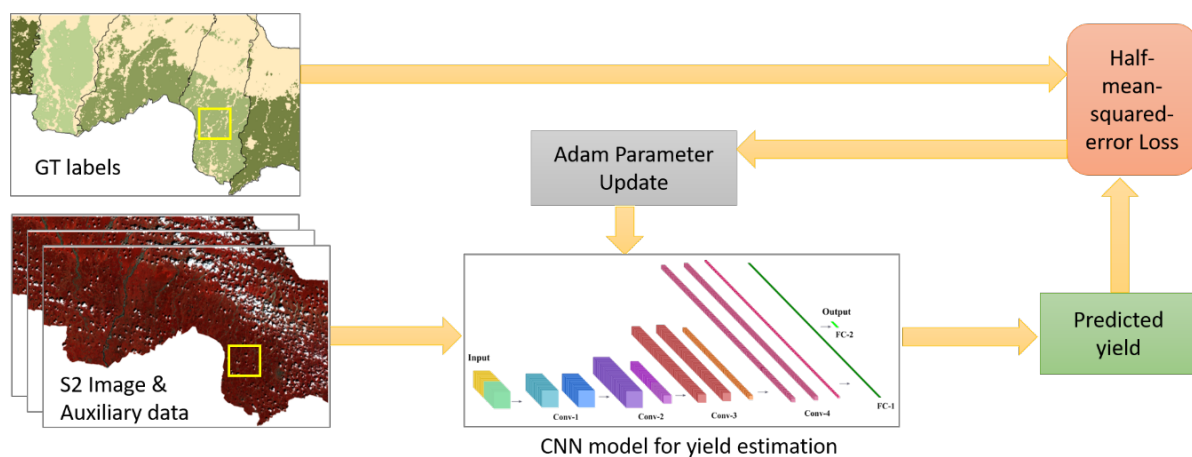 GT labels
Half-
mean-
squared-
error Loss
Adam Parameter
Update
S2 Image &
Auxiliary data
Input
Conv-1
Conv-2
Conv-3
Conv-4
Output
FC-2
FC-1
Predicted
yield
CNN model for yield estimation